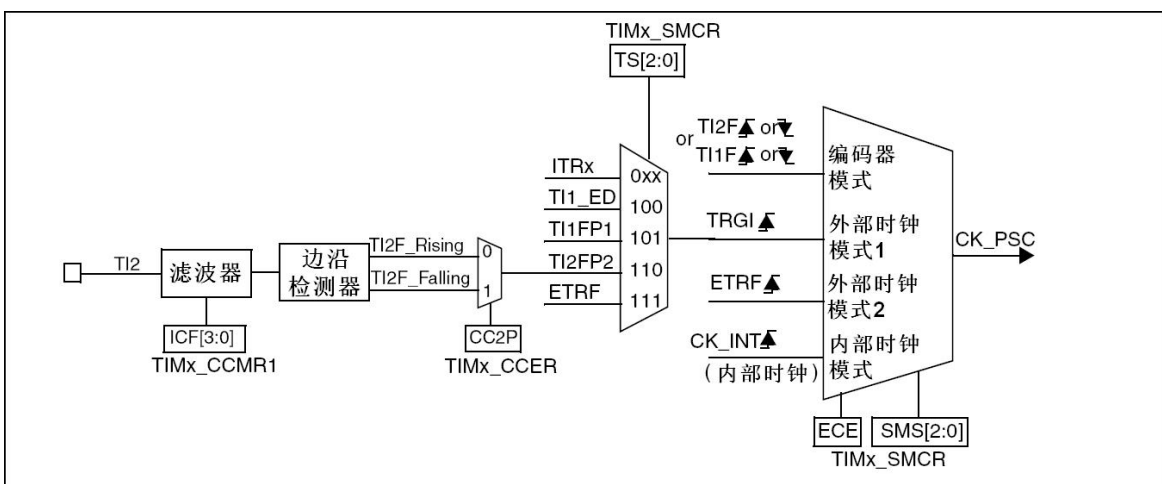 TIMx_SMCR
TS[2:0]
or TI2F or
TI1F or
编码器
模式
ITRx
0xx
TI1_ED
100
TI1FP1
101
TRGI
外部时钟
模式1
CK_PSC
TI2
滤波器
边沿
检测器
TI2F_Rising
0
TI2F_Falling
1
TI2FP2
110
ETRF
111
ETRF
外部时钟
模式2
ICF[3:0]
TIMx_CCMR1
CC2P
TIMx_CCER
CK_INT
(内部时钟)
内部时钟
模式
ECE
SMS[2:0]
TIMx_SMCR